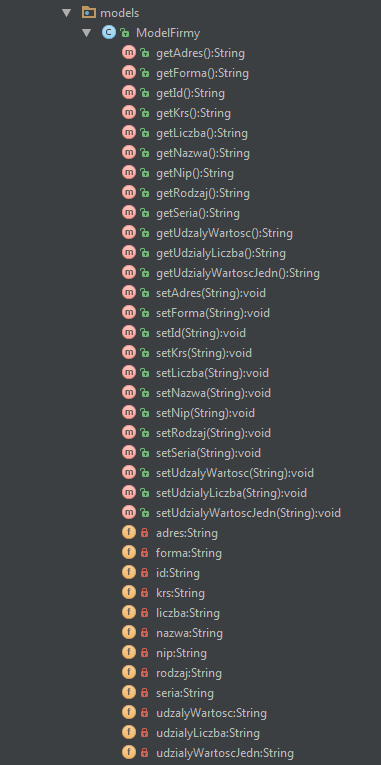 models
C ModelFirmy
m getAdres():String
m getForma():String
m getId():String
m getKrs():String
m getLiczba():String
m getNazwa():String
m getNip():String
m getRodzaj():String
m getSeria():String
m getUdzalyWartosc():String
m getUdzialyLiczba():String
m getUdzialyWartoscJedn():String
m setAdres(String):void
m setForma(String):void
m setId(String):void
m setKrs(String):void
m setLiczba(String):void
m setNazwa(String):void
m setNip(String):void
m setRodzaj(String):void
m setSeria(String):void
m setUdzalyWartosc(String):void
m setUdzialyLiczba(String):void
m setUdzialyWartoscJedn(String):void
f adres:String
f forma:String
f id:String
f krs:String
f liczba:String
f nazwa:String
f nip:String
f rodzaj:String
f seria:String
f udzalyWartosc:String
f udzialyLiczba:String
f udzialyWartoscJedn:String